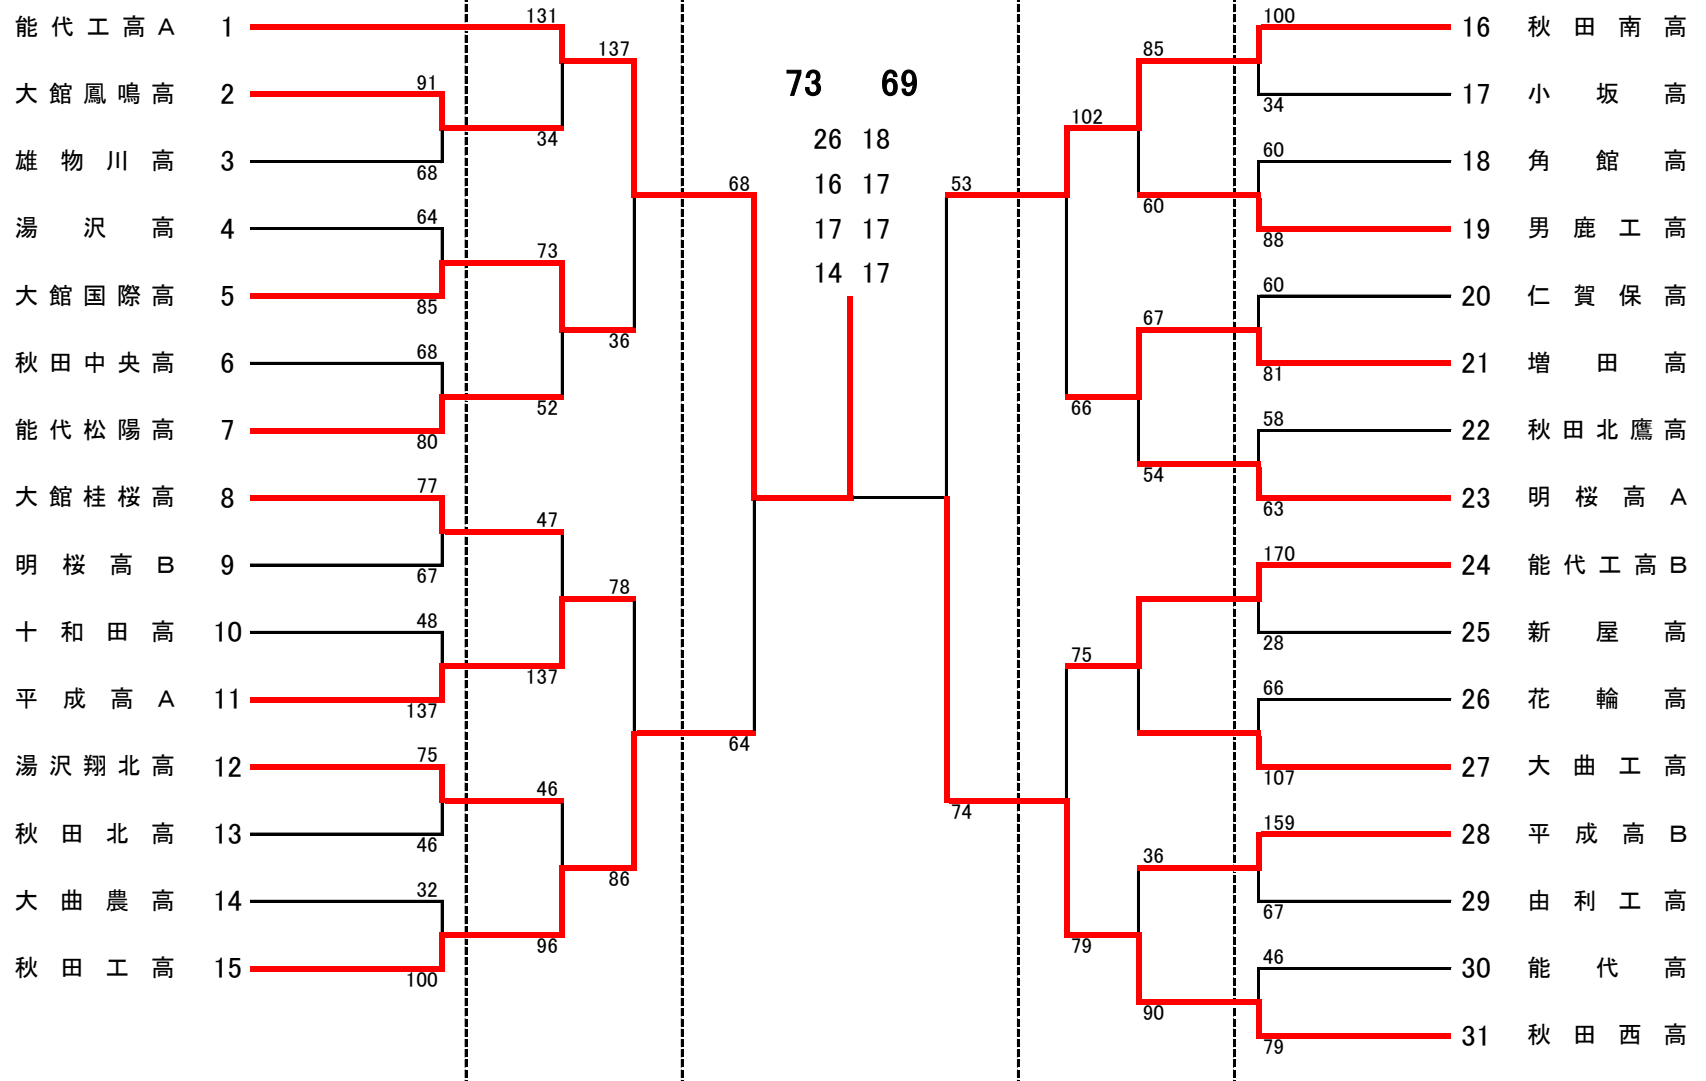 能代工高A 1
131
137
91
大館鳳鳴高 2
34
雄物川高 3
68
68
湯沢高 4
64
73
大館国際高 5
85
36
秋田中央高 6
68
52
能代松陽高 7
80
大館桂桜高 8
77
47
明桜高B 9
67
78
十和田高 10
48
137
平成高A 11
137
64
湯沢翔北高 12
75
46
秋田北高 13
46
86
大曲農高 14
32
96
秋田工高 15
100
73 69
26 18
16 17
17 17
14 17
100
16 秋田南高
85
17 小坂高
34
102
60
18 角館高
53
60
19 男鹿工高
88
60
20 仁賀保高
67
21 増田高
81
66
58
22 秋田北鷹高
54
23 明桜高A
63
170
24 能代工高B
25 新屋高
28
75
66
26 花輪高
27 大曲工高
107
74
159
28 平成高B
36
29 由利工高
67
79
46
30 能代高
90
31 秋田西高
79